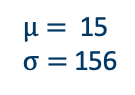 μ = 15
σ = 156